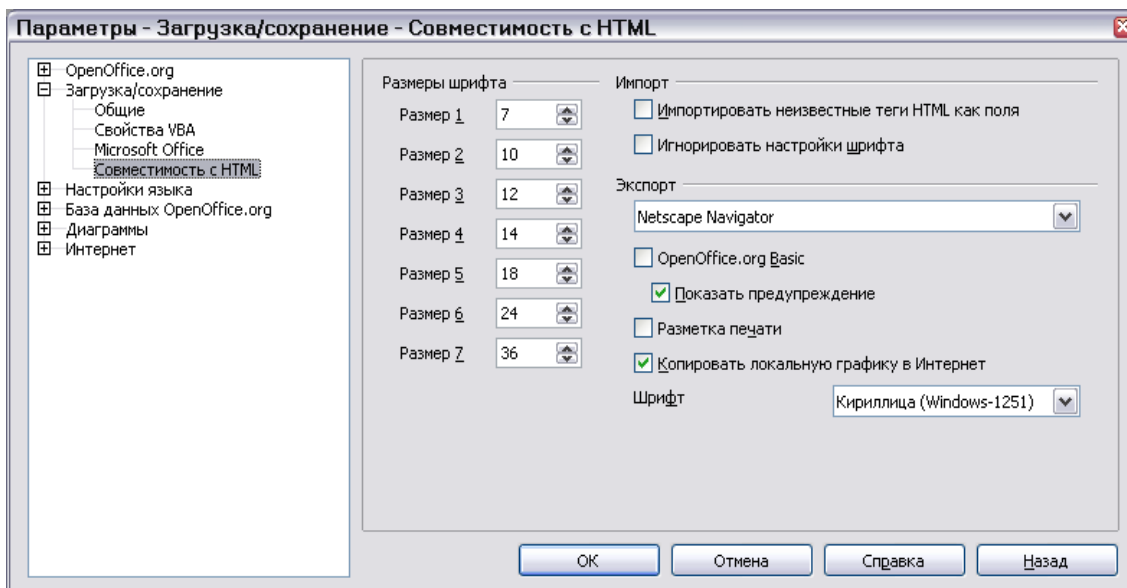 Параметры - Загрузка/сохранение - Совместимость с HTML
OpenOffice.org
Загрузка/сохранение
Общие
Свойства VBA
Microsoft Office
Совместимость с HTML
Настройки языка
База данных OpenOffice.org
Диаграммы
Интернет
Размеры шрифта
Размер 1 7
Размер 2 10
Размер 3 12
Размер 4 14
Размер 5 18
Размер 6 24
Размер 7 36
Импорт
Импортировать неизвестные теги HTML как поля
Игнорировать настройки шрифта
Экспорт
Netscape Navigator
OpenOffice.org Basic
Показать предупреждение
Разметка печати
Копировать локальную графику в Интернет
Шрифт Кириллица (Windows-1251)
ОК Отмена Справка Назад